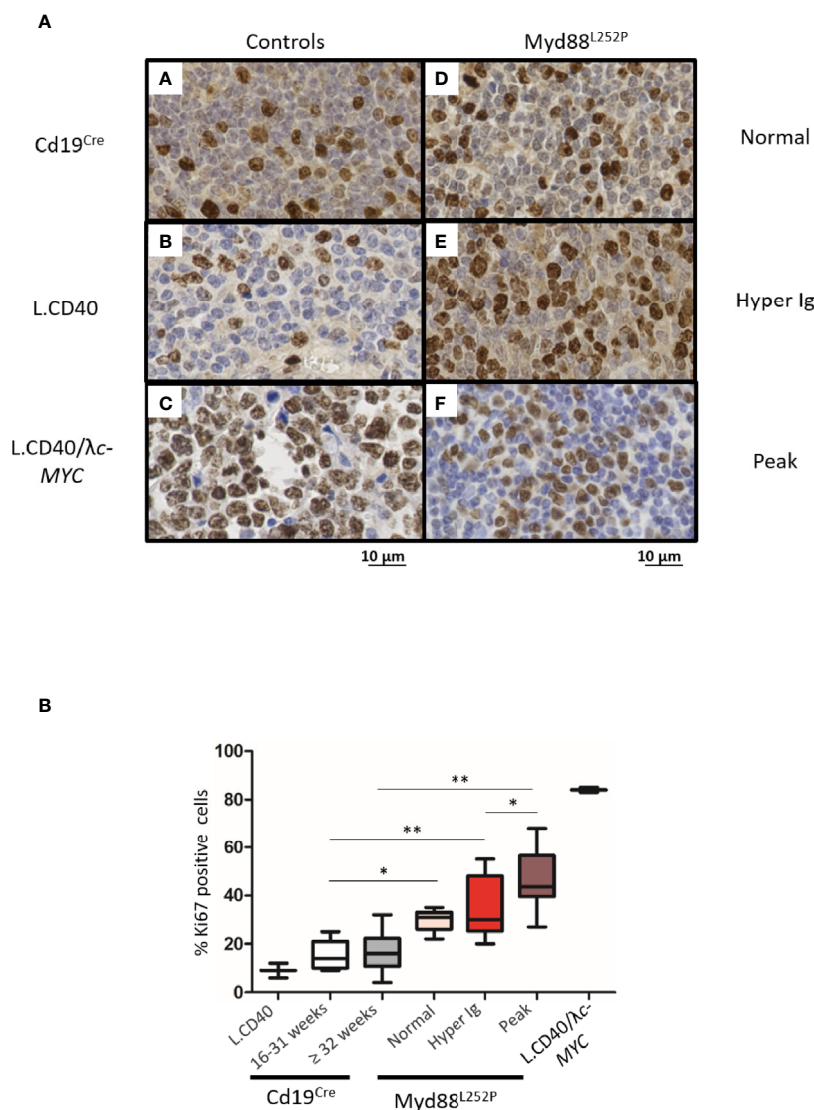 A
Controls
Myd88L252P
A
D
Cd19Cre
Normal
B
E
L.CD40
Hyper Ig
C
F
L.CD40/λc-
MYC
Peak
10 µm
10 µm
B
% Ki67 positive cells
100
80
60
40
20
0
**
*
**
*
L.CD40
16-31 weeks
≥ 32 weeks
Normal
Hyper Ig
Peak
L.CD40/λc-
MYC
Cd19Cre
Myd88L252P